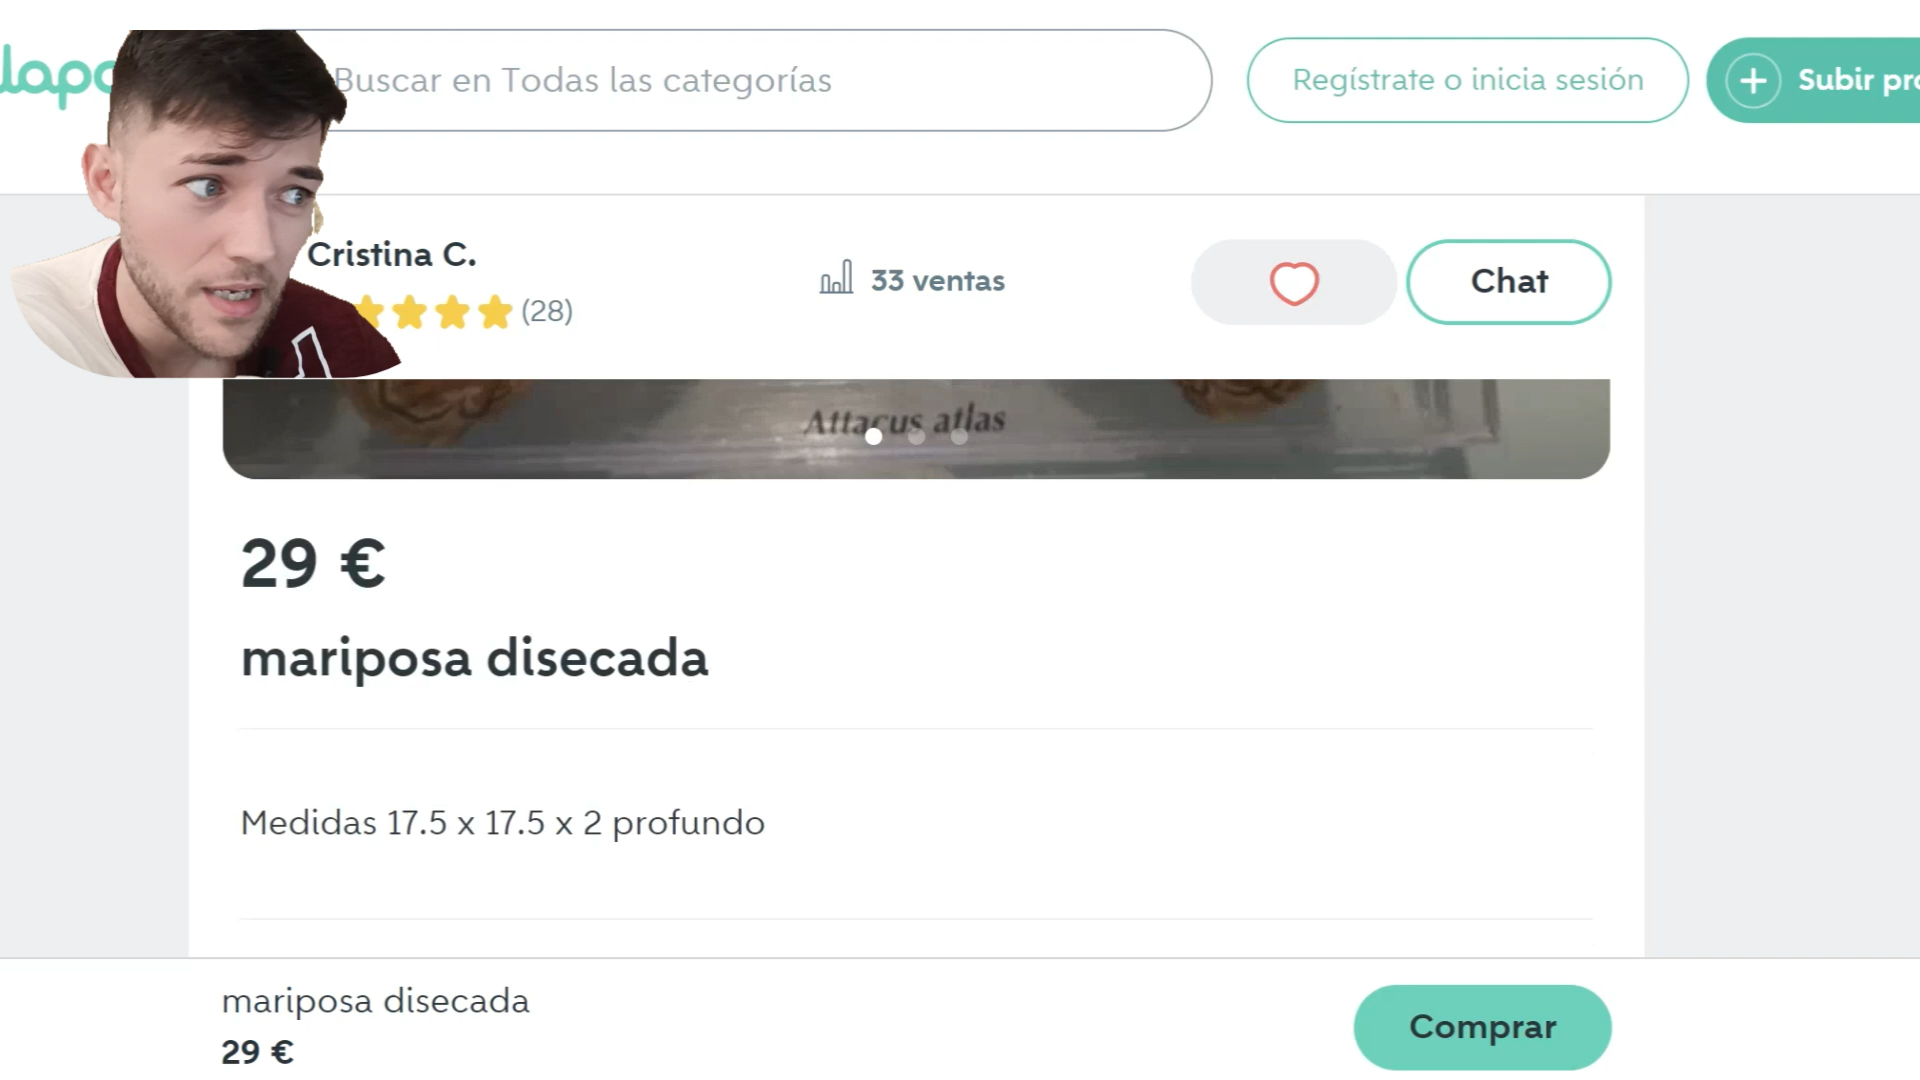 Buscar en Todas las categorías
Regístrate o inicia sesión
+ Subir
Cristina C.
(28)
33 ventas
Chat
Attacus atlas
29 €
mariposa disecada
Medidas 17.5 x 17.5 x 2 profundo
mariposa disecada
29 €
Comprar